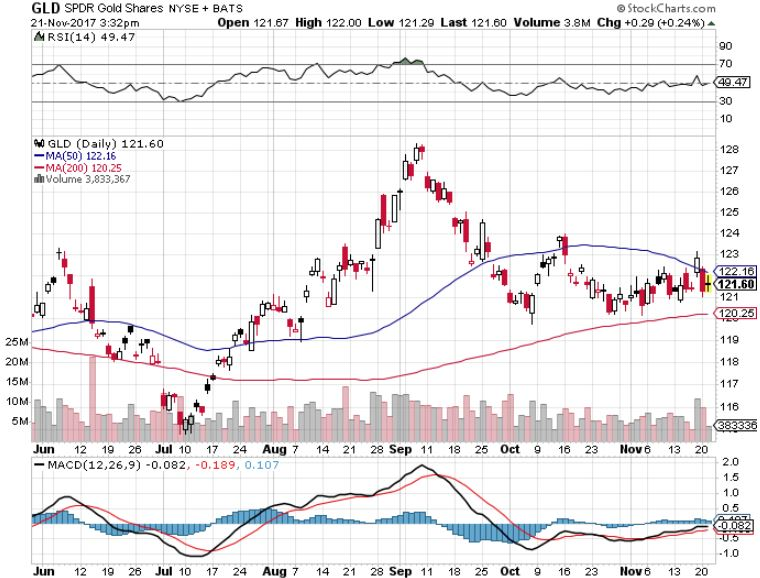 GLD SPDR Gold Shares NYSE + BATS © StockCharts.com
21-Nov-2017 3:32pm Open 121.67 High 122.00 Low 121.29 Last 121.60 Volume 3.8M Chg +0.29 (+0.24%)
RSI(14) 49.47
90
70
49.47
30
10
GLD (Daily) 121.60
MA(50) 122.16
MA(200) 120.25
Volume 3,833,367
128
127
126
125
124
123
122.16
121.60
121
120.25
119
118
117
116
25M
20M
15M
10M
5M
383336
Jun 12 19 26 Jul 10 17 24 Aug 7 14 21 28 Sep 11 18 25 Oct 9 16 23 Nov 6 13 20
MACD(12,26,9) -0.082, -0.189, 0.107
2.0
1.5
1.0
0.5
-0.082
-0.5
-1.0
Jun 12 19 26 Jul 10 17 24 Aug 7 14 21 28 Sep 11 18 25 Oct 9 16 23 Nov 6 13 20